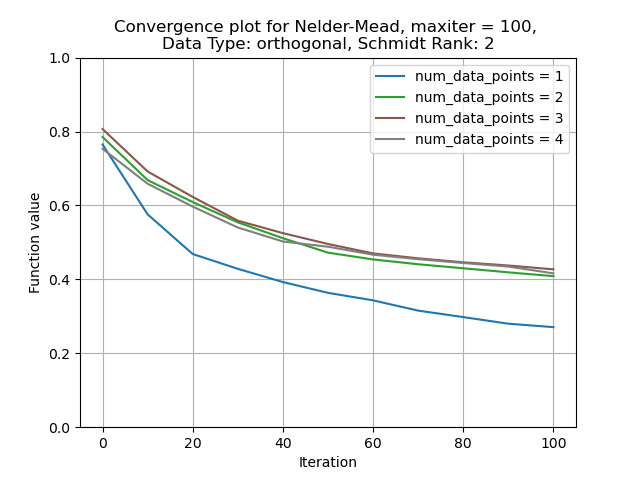 Convergence plot for Nelder-Mead, maxiter = 100,
Data Type: orthogonal, Schmidt Rank: 2
num_data_points = 1
num_data_points = 2
num_data_points = 3
num_data_points = 4
Function value
1.0
0.8
0.6
0.4
0.2
0.0
0 20 40 60 80 100
Iteration